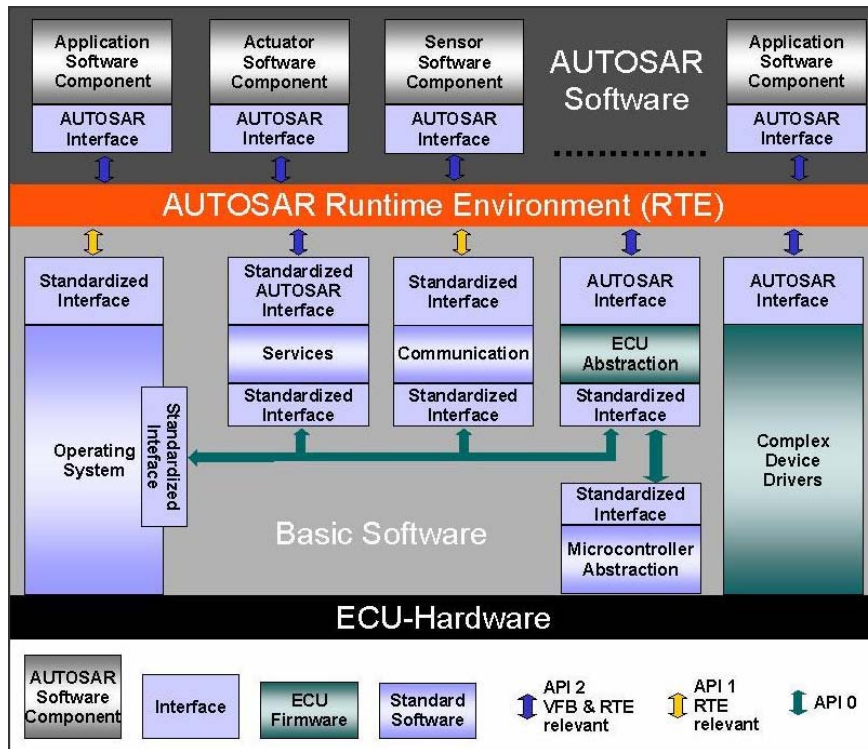 Application
Software
Component
AUTOSAR
Interface
Actuator
Software
Component
AUTOSAR
Interface
Sensor
Software
Component
AUTOSAR
Interface
AUTOSAR
Software
Application
Software
Component
AUTOSAR
Interface
AUTOSAR Runtime Environment (RTE)
Standardized
Interface
Operating
System
Standardized
Inteface
Standardized
AUTOSAR
Interface
Services
Standardized
Interface
Standardized
Interface
Communication
Standardized
Interface
AUTOSAR
Interface
ECU
Abstraction
Standardized
Interface
Standardized
Interface
Microcontroller
Abstraction
AUTOSAR
Interface
Complex
Device
Drivers
Basic Software
ECU-Hardware
AUTOSAR
Software
Component
Interface
ECU
Firmware
Standard
Software
API 2
VFB & RTE
relevant
API 1
RTE
relevant
API 0